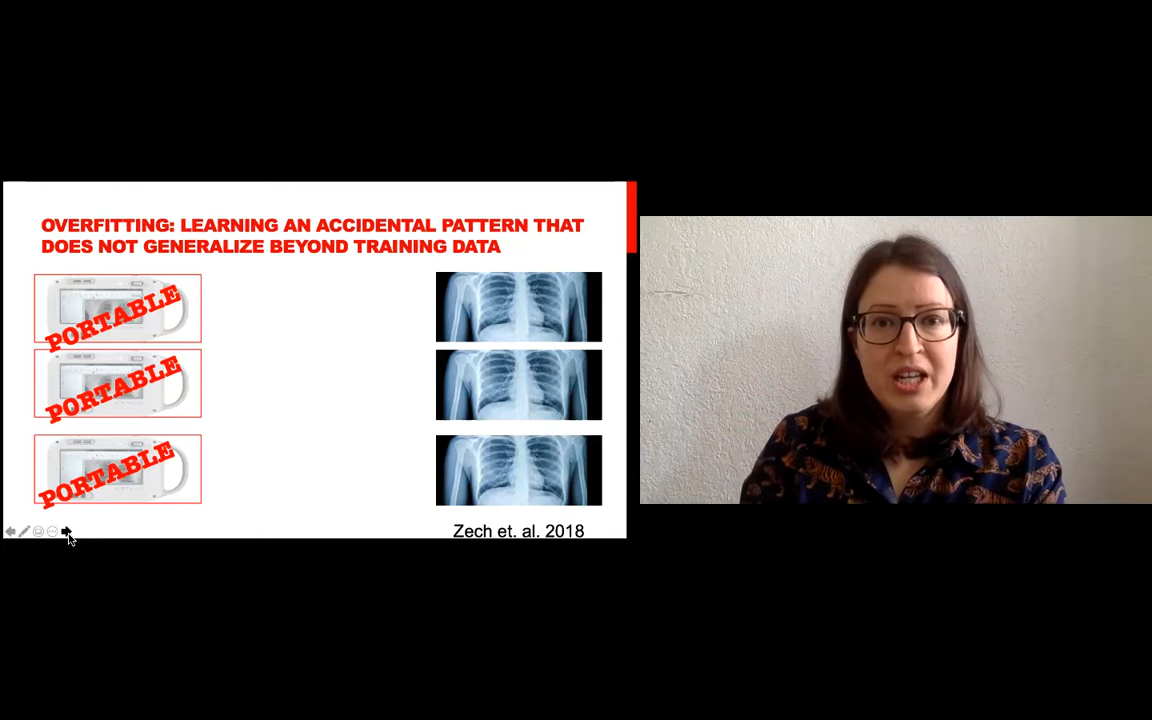 OVERFITTING: LEARNING AN ACCIDENTAL PATTERN THAT
DOES NOT GENERALIZE BEYOND TRAINING DATA
PORTABLE
PORTABLE
PORTABLE
Zech et. al. 2018